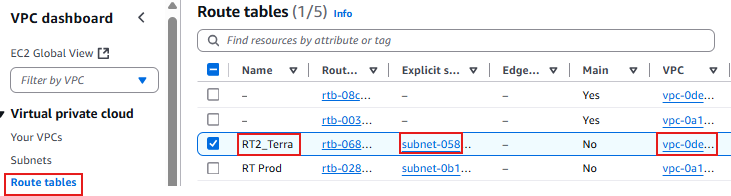 VPC dashboard
EC2 Global View
Filter by VPC
Virtual private cloud
Your VPCs
Subnets
Route tables
Route tables (1/5) Info
Find resources by attribute or tag
Name Rout... Explicit s... Edge... Main VPC
– rtb-08c... – – Yes vpc-0de...
– rtb-003... – – Yes vpc-0a1...
RT2_Terra rtb-068... subnet-058... – No vpc-0de...
RT Prod rtb-028... subnet-0b1... – No vpc-0a1...